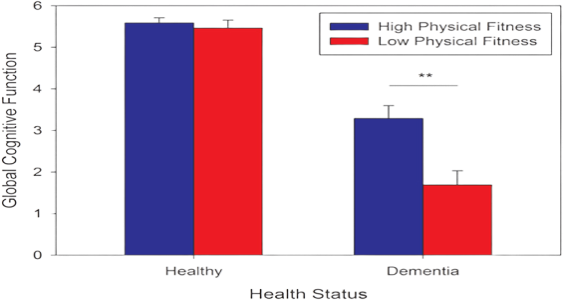 6
5
4
3
2
1
0
Global Cognitive Function
High Physical Fitness
Low Physical Fitness
**
Healthy
Dementia
Health Status